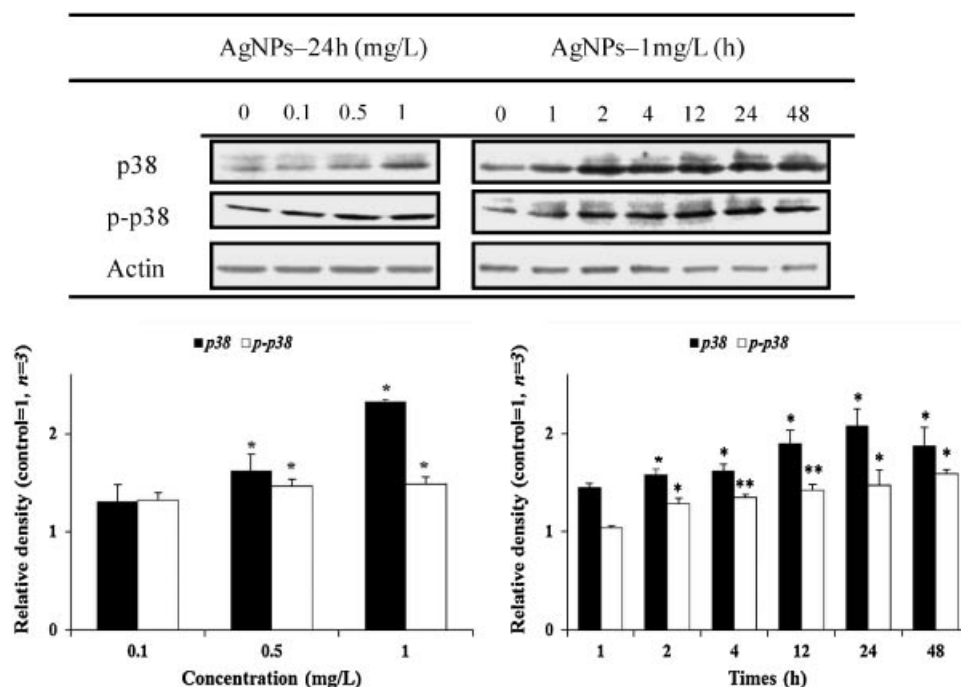 AgNPs–24h (mg/L) AgNPs–1mg/L (h)
0 0.1 0.5 1 0 1 2 4 12 24 48
p38
p-p38
Actin
■p38 □p-p38
Relative density (control=1, n=3)
2
1
0
* * * *
0.1 0.5 1
Concentration (mg/L)
■p38 □p-p38
Relative density (control=1, n=3)
2
1
0
* * * ** * ** * * * *
1 2 4 12 24 48
Times (h)